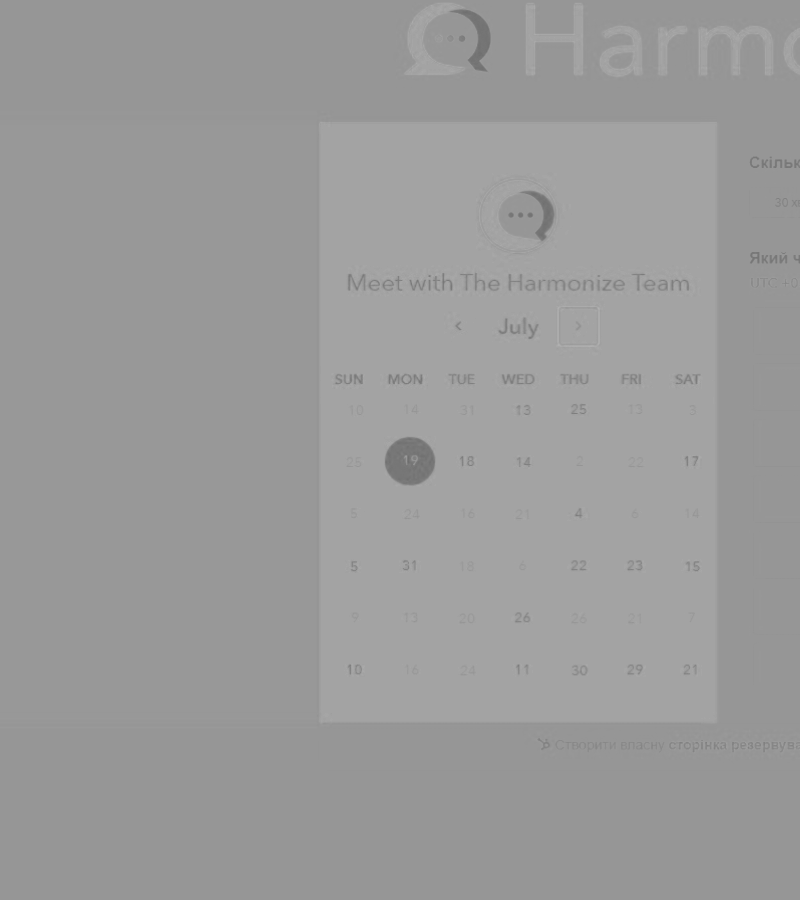 Harmo
Скільк
30 хв
Який ч
UTC +0
Meet with The Harmonize Team
July
SUN MON TUE WED THU FRI SAT
10 14 31 13 25 13 3
25 19 18 14 2 22 17
5 24 16 21 4 6 14
5 31 18 6 22 23 15
9 13 20 26 26 21 7
10 16 24 11 30 29 21
Створити власну сторінка резервува